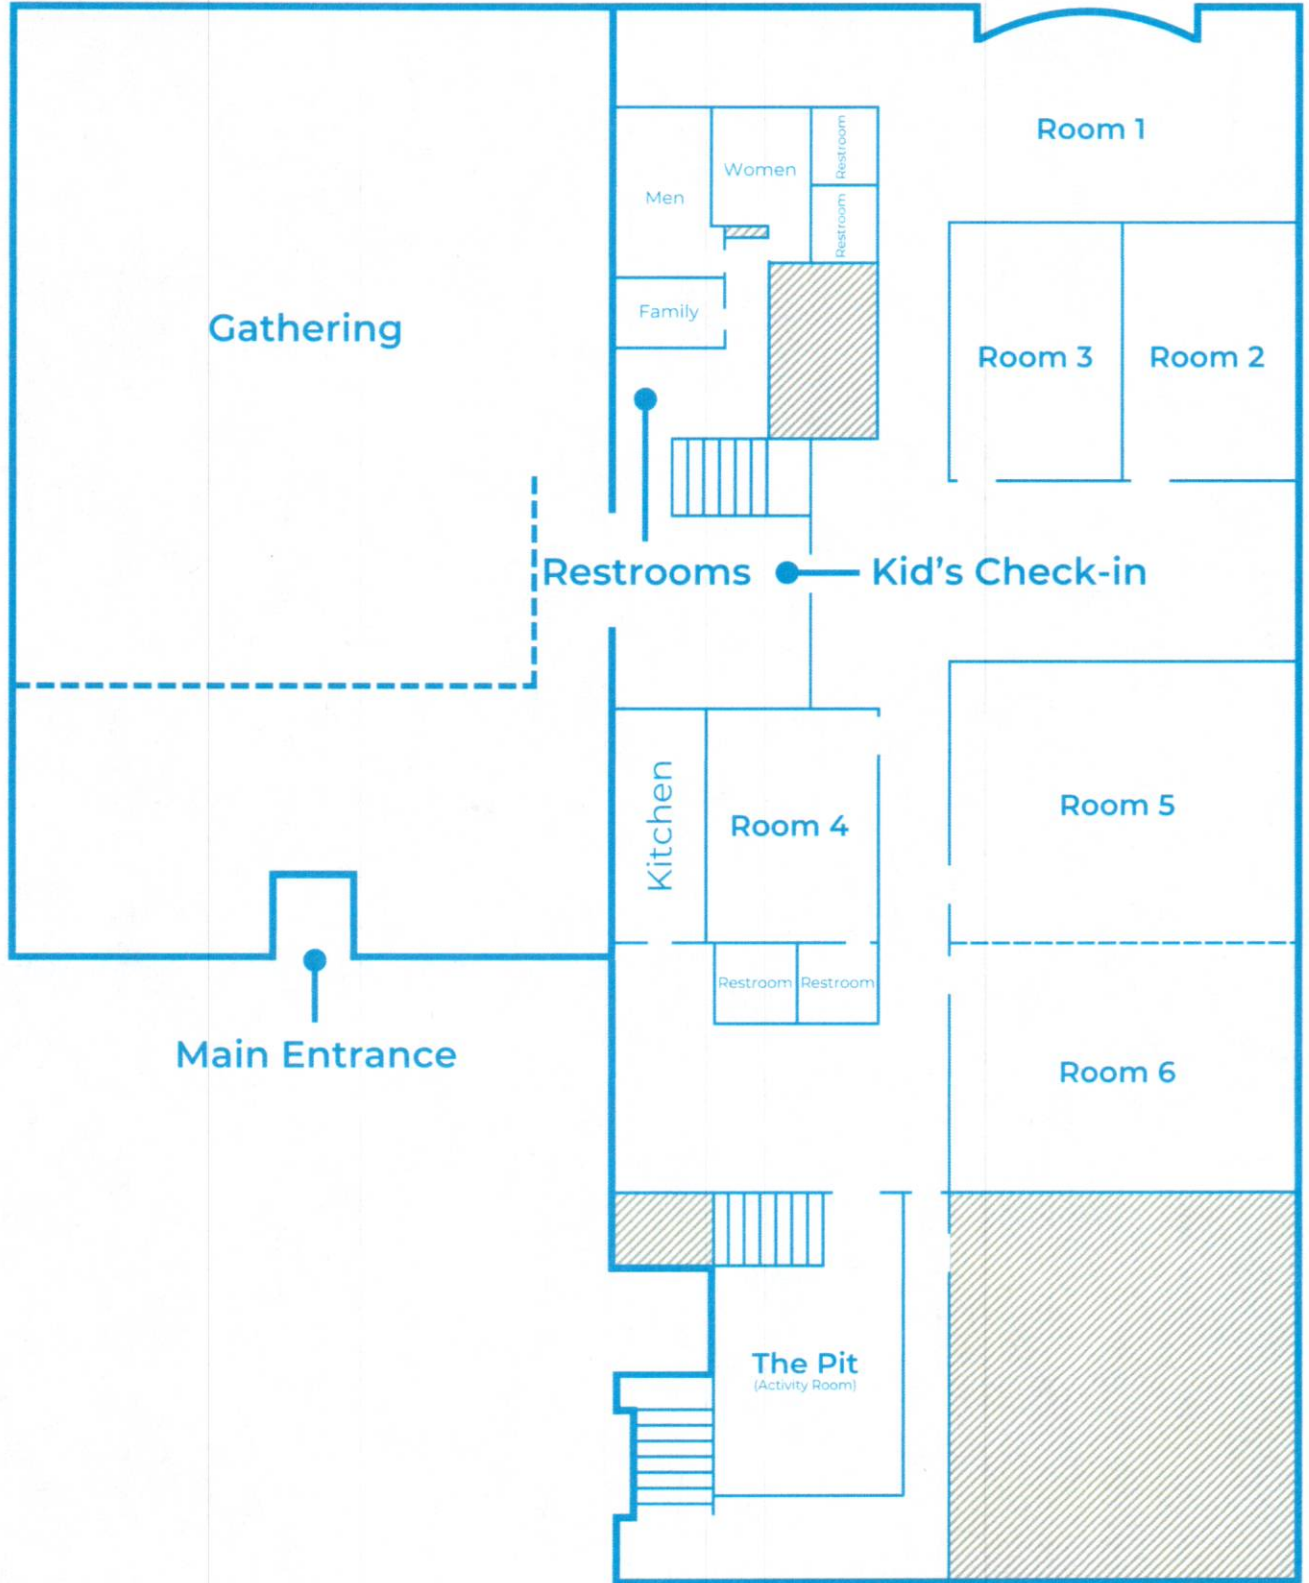 Room 1
Restroom
Women
Men
Restroom
Family
Gathering
Room 3
Room 2
Restrooms
Kid's Check-in
Kitchen
Room 4
Room 5
Restroom
Restroom
Main Entrance
Room 6
The Pit
(Activity Room)